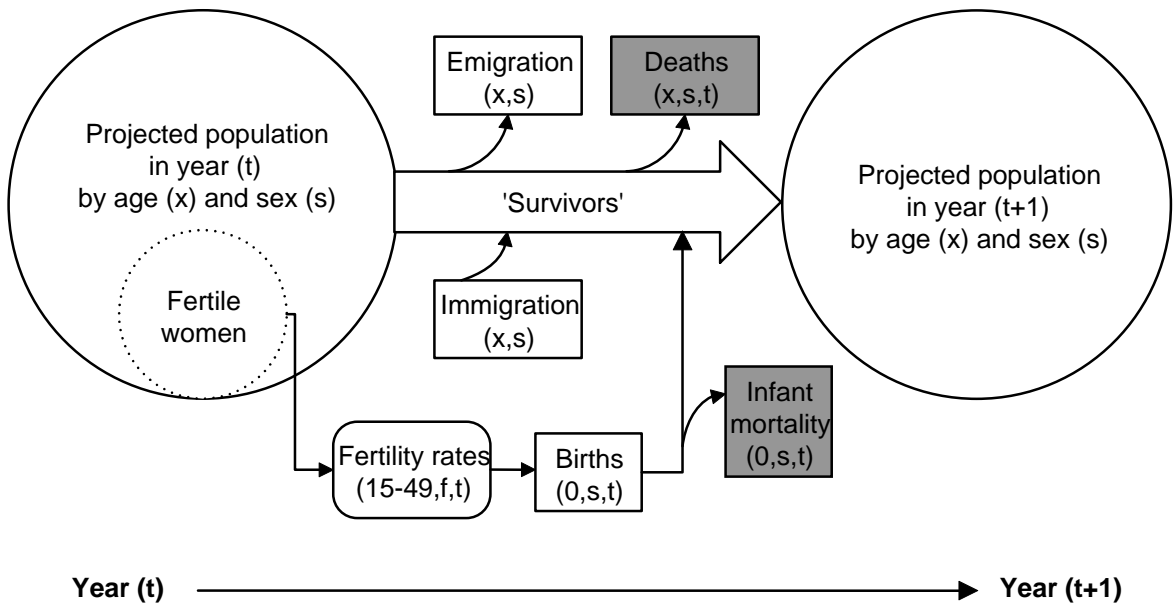 Emigration
(x,s)
Deaths
(x,s,t)
Projected population
in year (t)
by age (x) and sex (s)
'Survivors'
Projected population
in year (t+1)
by age (x) and sex (s)
Fertile
women
Immigration
(x,s)
Infant
mortality
(0,s,t)
Fertility rates
(15-49,f,t)
Births
(0,s,t)
Year (t)
Year (t+1)